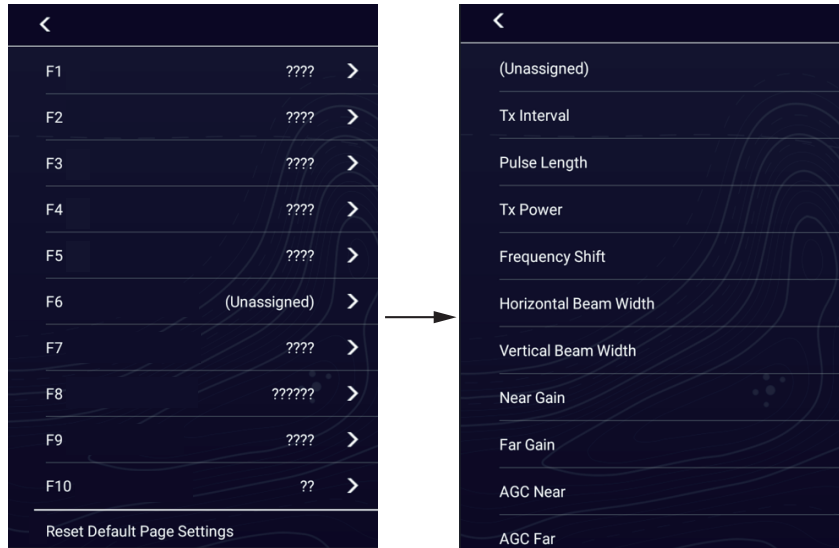 F1 ????
F2 ????
F3 ????
F4 ????
F5 ????
F6 (Unassigned)
F7 ????
F8 ??????
F9 ????
F10 ??
Reset Default Page Settings
(Unassigned)
Tx Interval
Pulse Length
Tx Power
Frequency Shift
Horizontal Beam Width
Vertical Beam Width
Near Gain
Far Gain
AGC Near
AGC Far